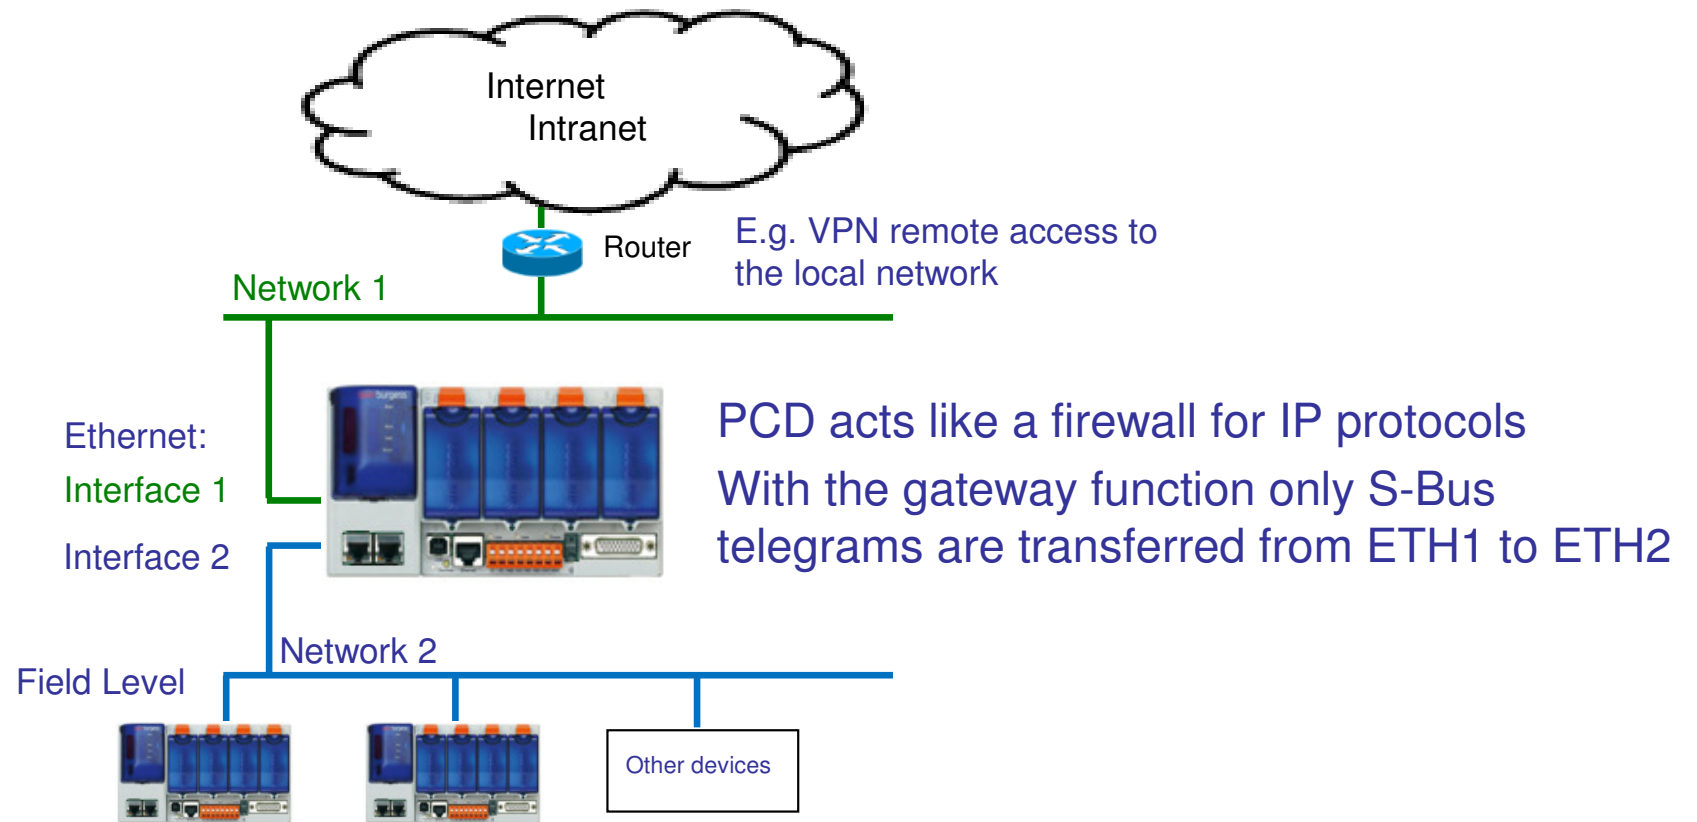 Internet
Intranet
Router
E.g. VPN remote access to
the local network
Network 1
burgess
Ethernet:
Interface 1
Interface 2
PCD acts like a firewall for IP protocols
With the gateway function only S-Bus
telegrams are transferred from ETH1 to ETH2
Network 2
Field Level
Other devices